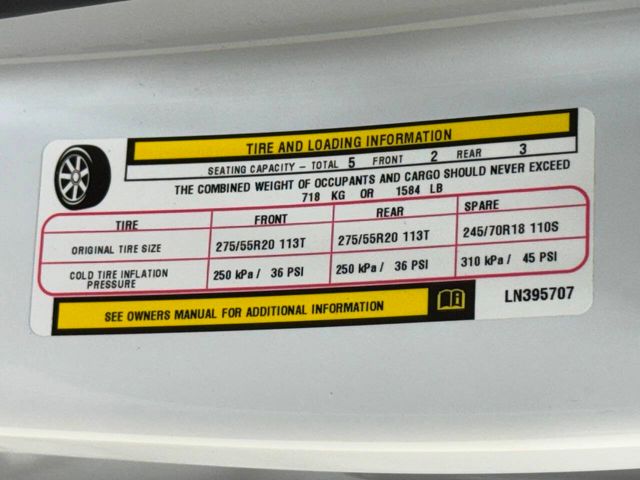 TIRE AND LOADING INFORMATION
SEATING CAPACITY – TOTAL 5 FRONT 2 REAR 3
THE COMBINED WEIGHT OF OCCUPANTS AND CARGO SHOULD NEVER EXCEED
718 KG OR 1584 LB
TIRE FRONT REAR SPARE
ORIGINAL TIRE SIZE 275/55R20 113T 275/55R20 113T 245/70R18 110S
COLD TIRE INFLATION PRESSURE 250 kPa / 36 PSI 250 kPa / 36 PSI 310 kPa / 45 PSI
SEE OWNERS MANUAL FOR ADDITIONAL INFORMATION
LN395707